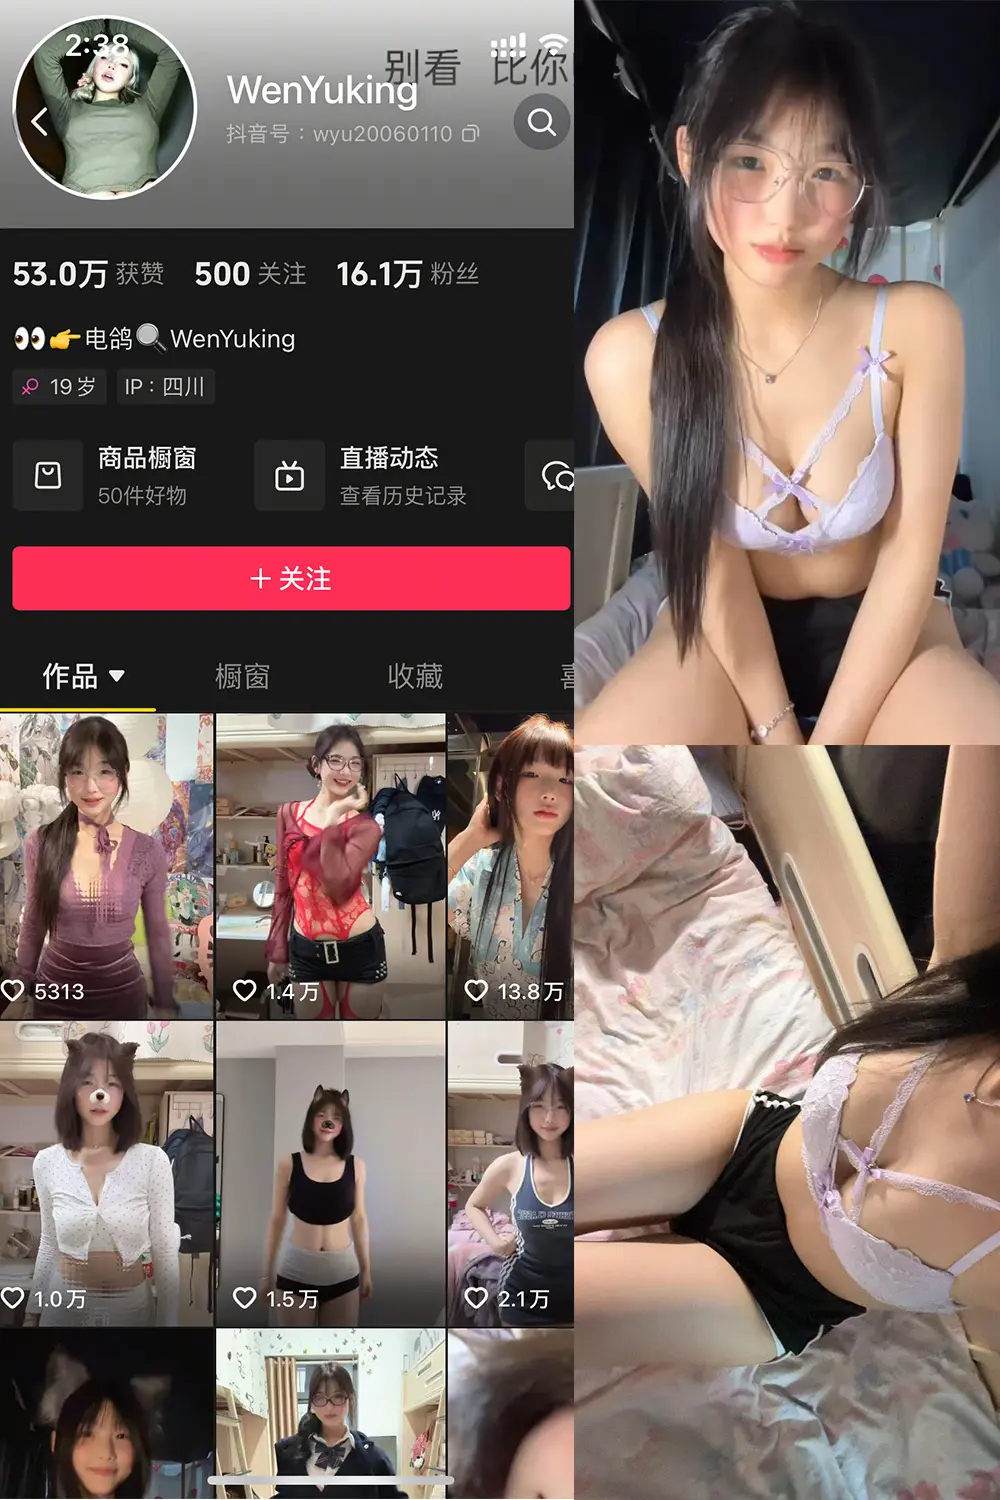 2:38
别看 比你
WenYuking
抖音号：wyu20060110
53.0万 获赞 500 关注 16.1万 粉丝
👀👉电鸽🔍WenYuking
19岁 IP：四川
商品橱窗 直播动态
50件好物 查看历史记录
＋关注
作品 橱窗 收藏
5313 1.4万 13.8万
1.0万 1.5万 2.1万